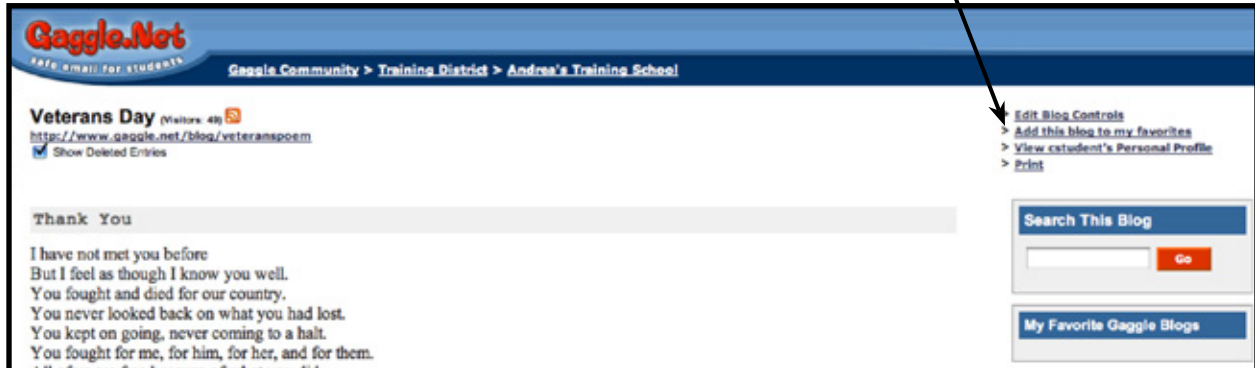 Gaggle.Net
safe email for students
Gaggle Community > Training District > Andrea's Training School
Veterans Day (Visitors: 49)
http://www.gaggle.net/blog/veteranspoem
Show Deleted Entries
> Edit Blog Controls
> Add this blog to my favorites
> View cstudent's Personal Profile
> Print
Thank You
I have not met you before
But I feel as though I know you well.
You fought and died for our country.
You never looked back on what you had lost.
You kept on going, never coming to a halt.
You fought for me, for him, for her, and for them.
Search This Blog
Go
My Favorite Gaggle Blogs